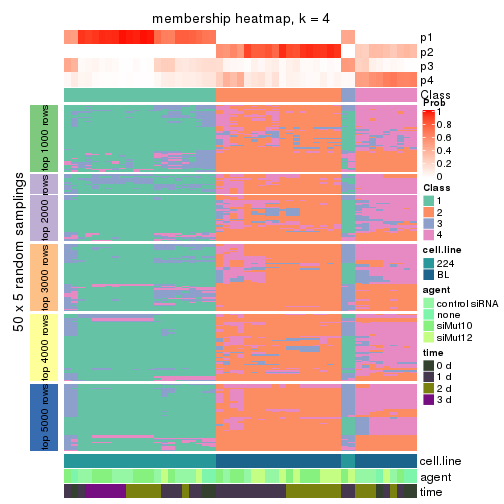 membership heatmap, k = 4
p1
p2
p3
p4
Class
Prob
1
0.8
0.6
0.4
0.2
0
Class
1
2
3
4
cell.line
224
BL
agent
control siRNA
none
siMut10
siMut12
time
0 d
1 d
2 d
3 d
50 x 5 random samplings
top 1000 rows
top 2000 rows
top 3000 rows
top 4000 rows
top 5000 rows
cell.line
agent
time